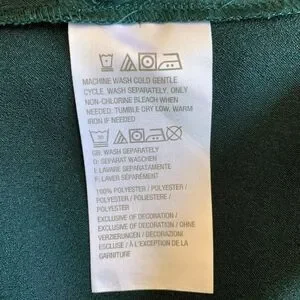 MACHINE WASH COLD GENTLE
CYCLE. WASH SEPARATELY. ONLY
NON-CHLORINE BLEACH WHEN
NEEDED. TUMBLE DRY LOW. WARM
IRON IF NEEDED
GB: WASH SEPARATELY
D: SEPARAT WASCHEN
I: LAVARE SEPARATAMENTE
F: LAVER SÉPARÉMENT
100% POLYESTER / POLYESTER /
POLYESTER / POLIESTERE /
POLYESTER
EXCLUSIVE OF DECORATION /
EXCLUSIVE OF DECORATION / OHNE
VERZIERUNGEN / DECORAZIONI
ESCLUSE / À L'EXCEPTION DE LA
GARNITURE